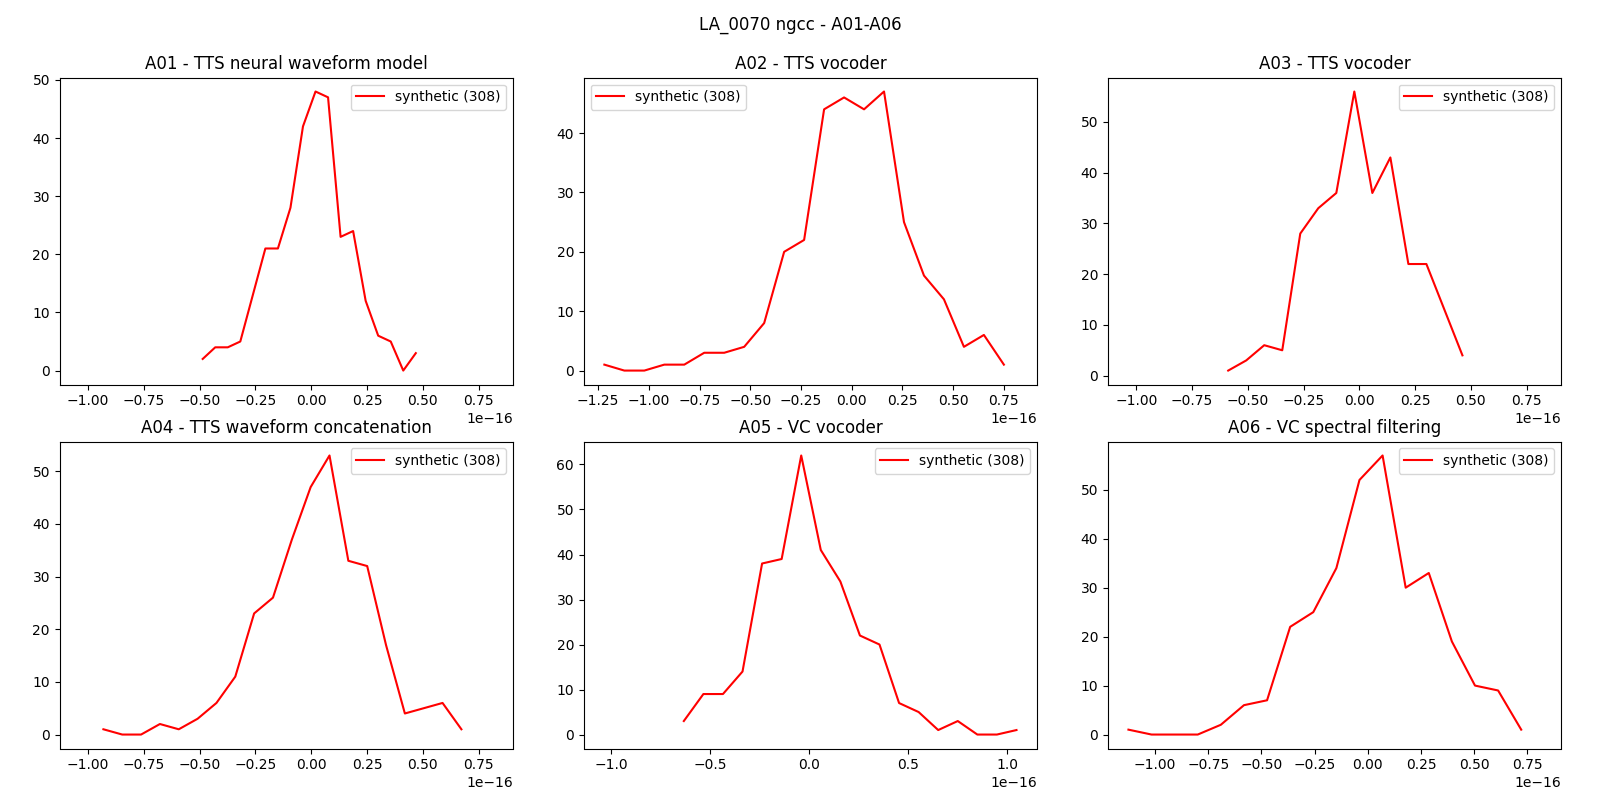 LA_0070 ngcc - A01-A06
A01 - TTS neural waveform model
synthetic (308)
50
40
30
20
10
0
−1.00 −0.75 −0.50 −0.25 0.00 0.25 0.50 0.75
1e−16
A02 - TTS vocoder
synthetic (308)
40
30
20
10
0
−1.25 −1.00 −0.75 −0.50 −0.25 0.00 0.25 0.50 0.75
1e−16
A03 - TTS vocoder
synthetic (308)
50
40
30
20
10
0
−1.00 −0.75 −0.50 −0.25 0.00 0.25 0.50 0.75
1e−16
A04 - TTS waveform concatenation
synthetic (308)
50
40
30
20
10
0
−1.00 −0.75 −0.50 −0.25 0.00 0.25 0.50 0.75
1e−16
A05 - VC vocoder
synthetic (308)
60
50
40
30
20
10
0
−1.0 −0.5 0.0 0.5 1.0
1e−16
A06 - VC spectral filtering
synthetic (308)
50
40
30
20
10
0
−1.00 −0.75 −0.50 −0.25 0.00 0.25 0.50 0.75
1e−16